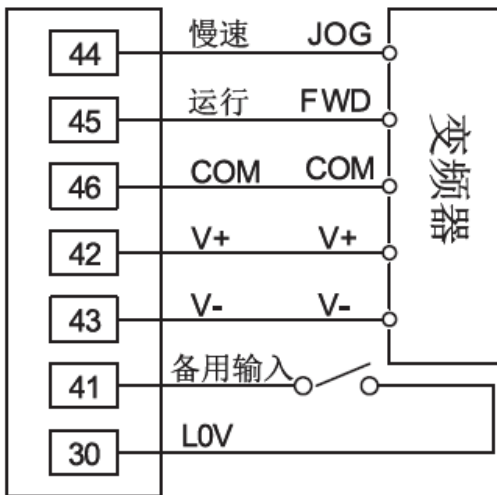 44 慢速 JOG
45 运行 FWD
46 COM COM
42 V+ V+
43 V- V-
41 备用输入
30 L0V
变频器